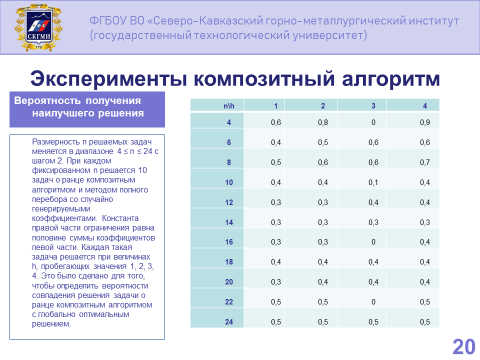 ФГБОУ ВО «Северо-Кавказский горно-металлургический институт
(государственный технологический университет)
СКГМИ
Эксперименты композитный алгоритм
Вероятность получения
наилучшего решения
Размерность n решаемых задач
меняется в диапазоне 4 ≤ n ≤ 24 с
шагом 2. При каждом
фиксированном n решается 10
задач о ранце композитным
алгоритмом и методом полного
перебора со случайно
генерируемыми
коэффициентами. Константа
правой части ограничения равна
половине суммы коэффициентов
левой части. Каждая такая
задача решается при величинах
h, пробегающих значения 1, 2, 3,
4. Это было сделано для того,
чтобы определить вероятности
совпадения решения задачи о
ранце композитным алгоритмом
с глобально оптимальным
решением.
n\h 1 2 3 4
4 0,6 0,8 0 0,9
6 0,4 0,5 0,6 0,6
8 0,5 0,6 0,6 0,7
10 0,4 0,4 0,1 0,4
12 0,3 0,3 0,4 0,4
14 0,3 0,3 0,3 0,3
16 0,3 0,3 0 0,4
18 0,4 0,4 0,4 0,4
20 0,3 0,4 0,4 0,4
22 0,5 0,5 0 0,5
24 0,5 0,5 0,5 0,5
20